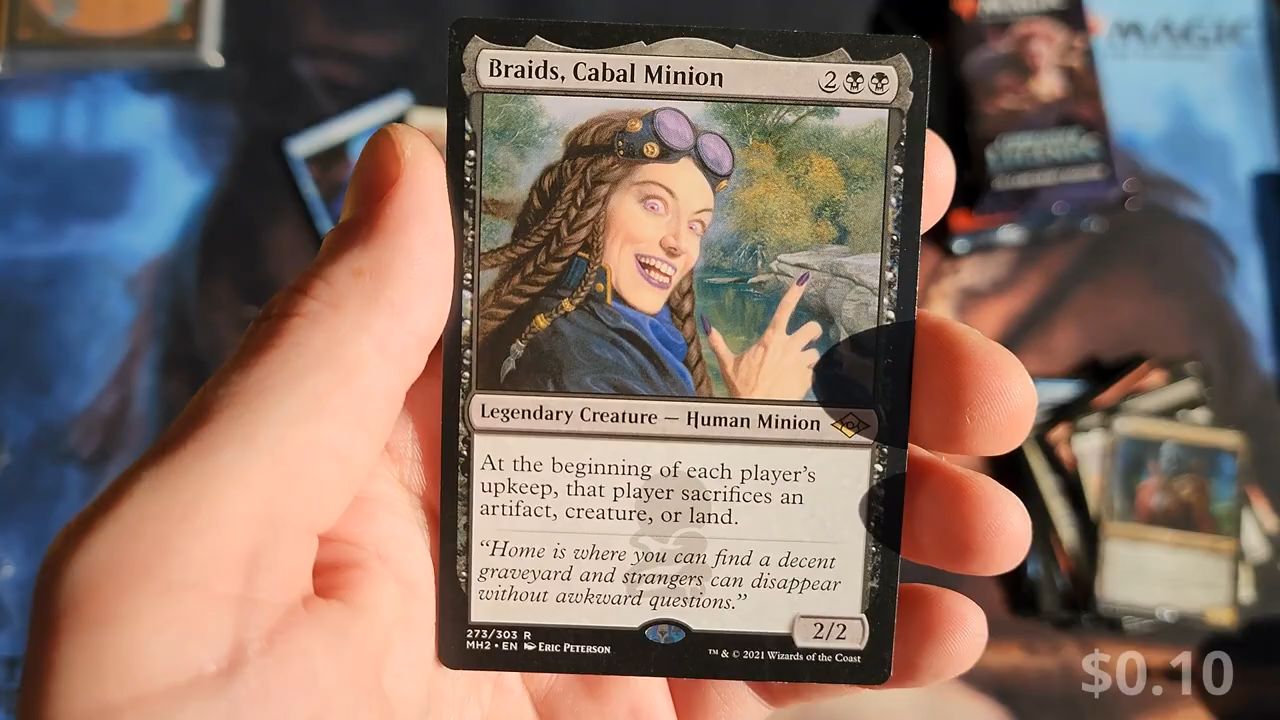 MAGIC
Braids, Cabal Minion
2
Legendary Creature — Human Minion
At the beginning of each player's
upkeep, that player sacrifices an
artifact, creature, or land.
“Home is where you can find a decent
graveyard and strangers can disappear
without awkward questions.”
2/2
273/303 R
MH2 • EN Eric Peterson
™ & © 2021 Wizards of the Coast
$0.10